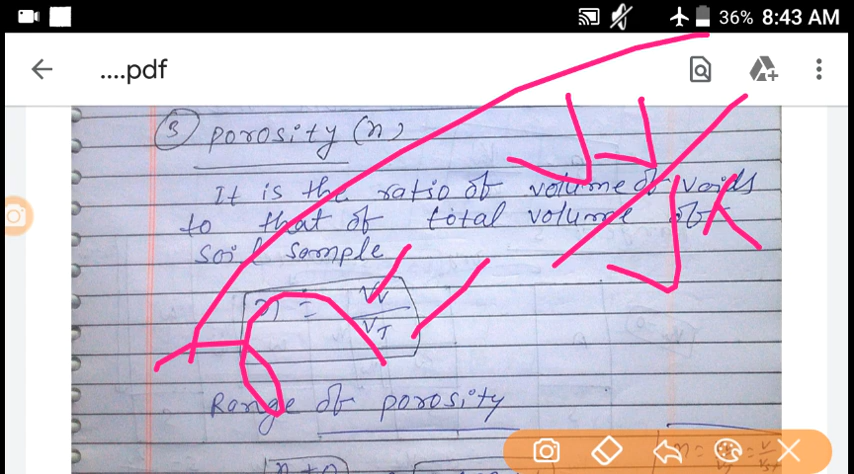 36% 8:43 AM
....pdf
3 porosity (n)
It is the ratio of volume of voids
to that of total volume of
soil sample
n = Vv / VT
Range of porosity